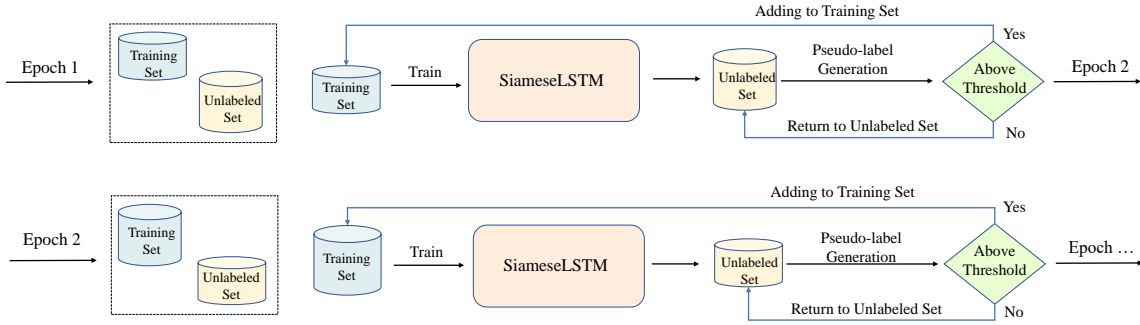 Epoch 1
Training
Set
Unlabeled
Set
Adding to Training Set
Training
Set
Train
SiameseLSTM
Unlabeled
Set
Pseudo-label
Generation
Above
Threshold
Yes
No
Return to Unlabeled Set
Epoch 2
Epoch 2
Training
Set
Unlabeled
Set
Adding to Training Set
Training
Set
Train
SiameseLSTM
Unlabeled
Set
Pseudo-label
Generation
Above
Threshold
Yes
No
Return to Unlabeled Set
Epoch …